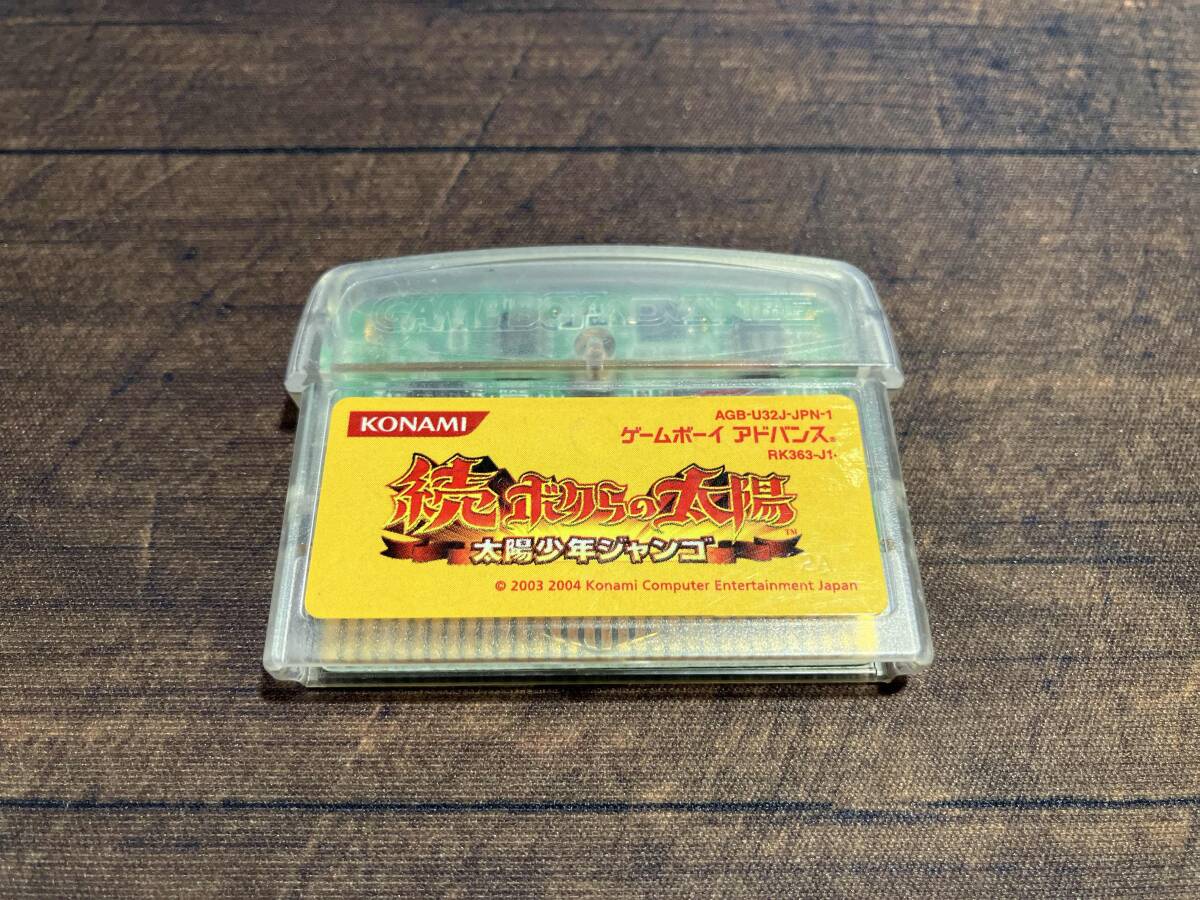 GAME BOY ADVANCE
KONAMI
AGB-U32J-JPN-1
ゲームボーイ アドバンス®
RK363-J1
続 ボクらの太陽™
太陽少年ジャンゴ
© 2003 2004 Konami Computer Entertainment Japan